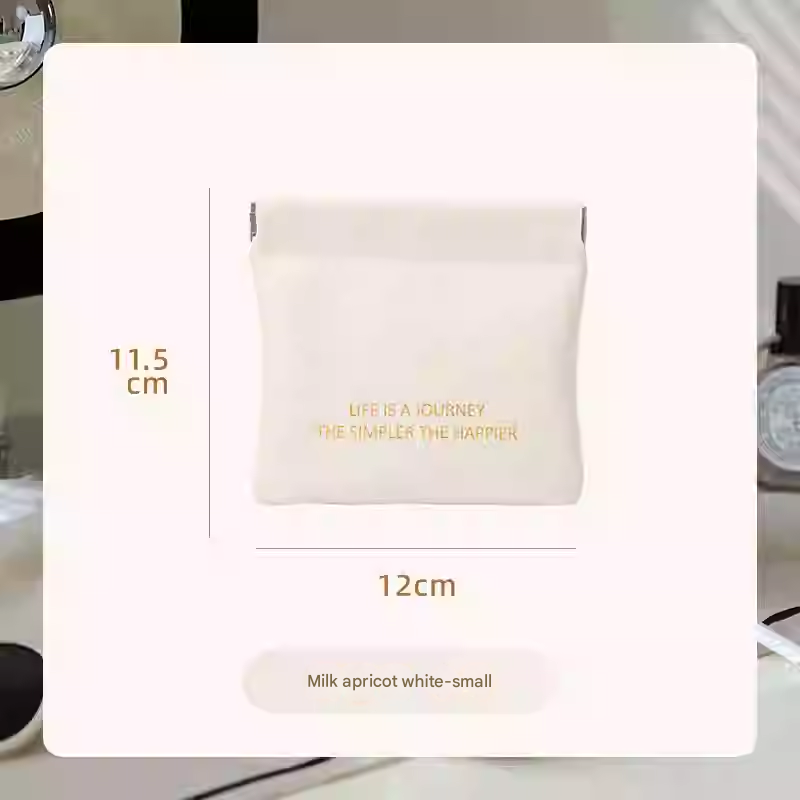 11.5
cm
LIFE IS A JOURNEY
THE SIMPLER THE HAPPIER
12cm
Milk apricot white-small